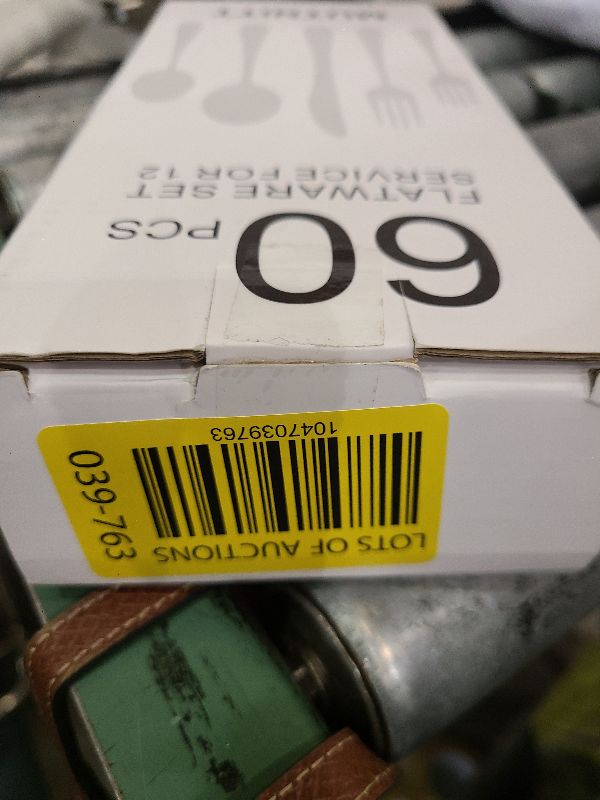 60 PCS
FLATWARE SET
SERVICE FOR 12
LOTS OF AUCTIONS
1047039763
039-763